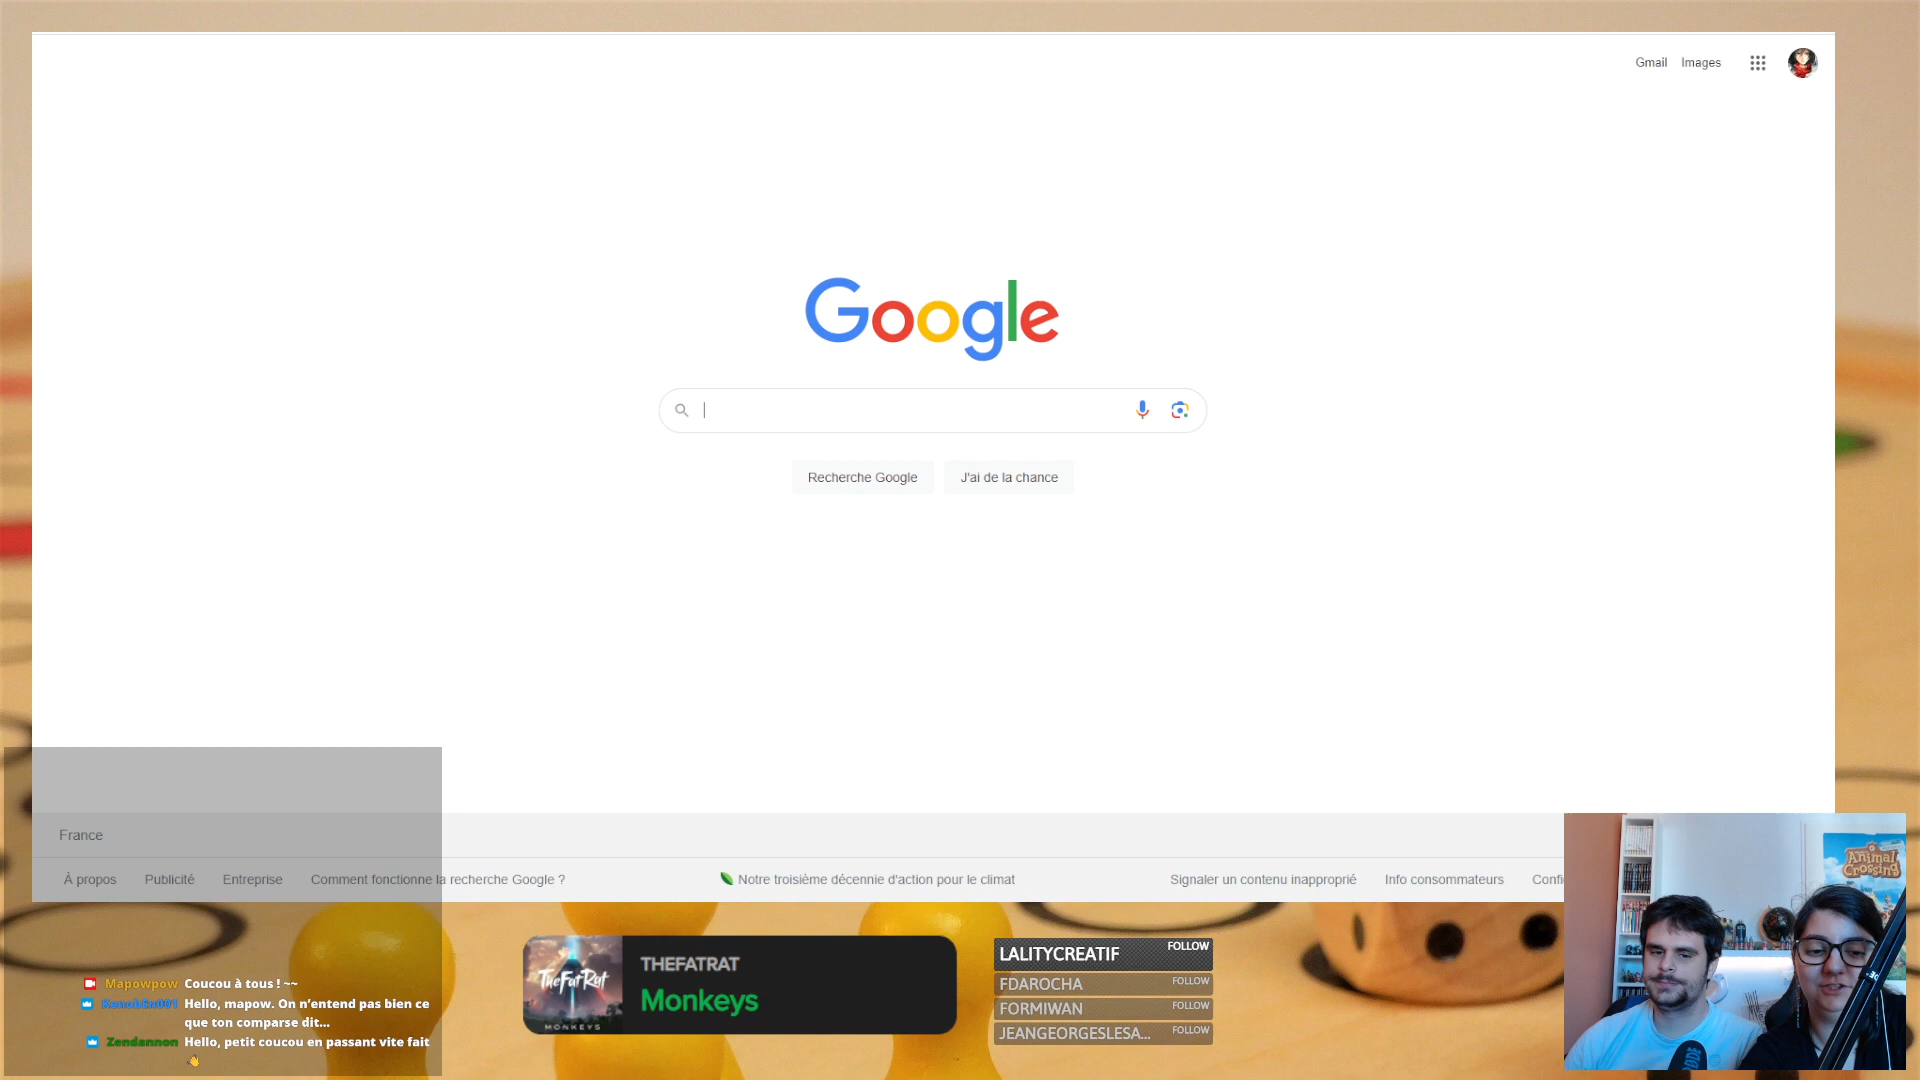 Gmail Images
Google
Recherche Google
J'ai de la chance
France
À propos Publicité Entreprise Comment fonctionne la recherche Google ?
Notre troisième décennie d'action pour le climat
Signaler un contenu inapproprié Info consommateurs Confi
Mapowpow Coucou à tous ! ~~
Hello, mapow. On n'entend pas bien ce
que ton comparse dit...
Zendannon Hello, petit coucou en passant vite fait
TheFatRat
MONKEYS
THEFATRAT
Monkeys
LALITYCREATIF FOLLOW
FDAROCHA FOLLOW
FORMIWAN FOLLOW
JEANGEORGESLESA... FOLLOW
Animal
Crossing